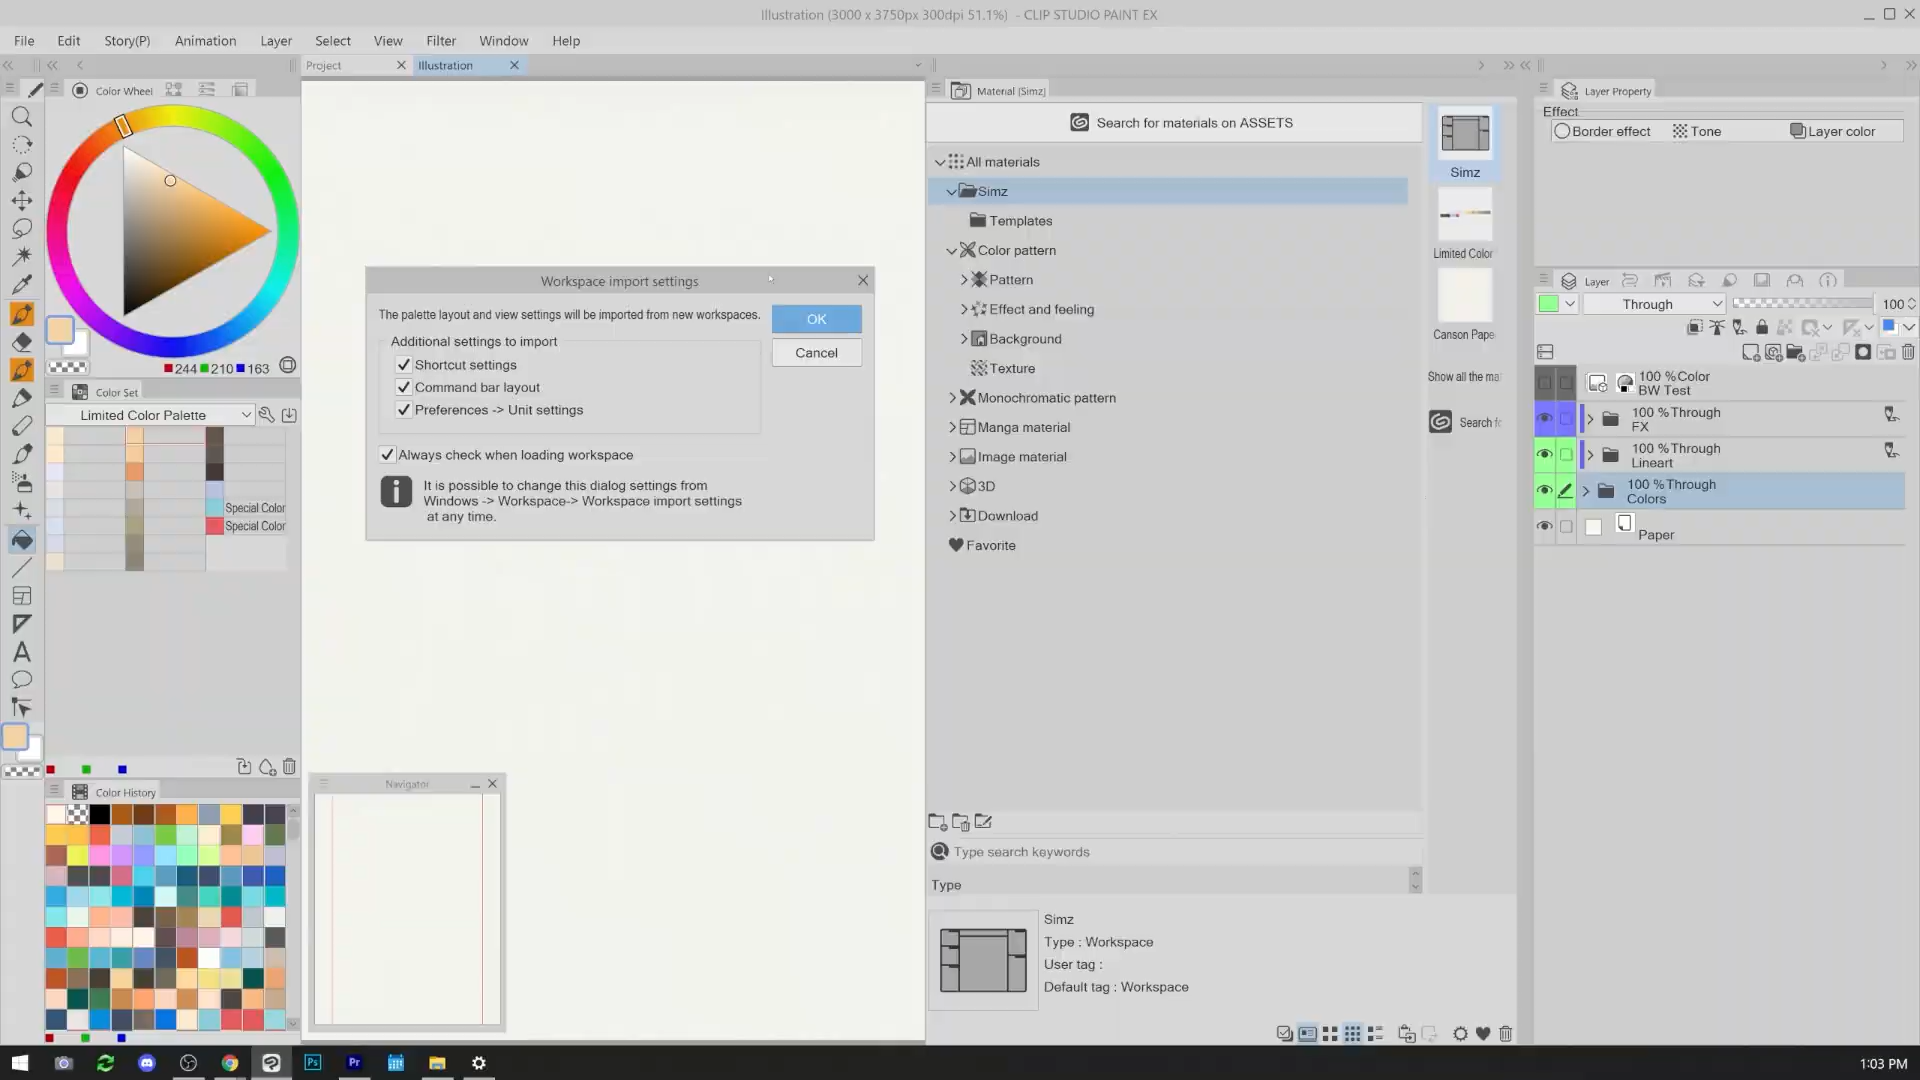 Illustration (3000 x 3750px 300dpi 51.1%) - CLIP STUDIO PAINT EX
File Edit Story(P) Animation Layer Select View Filter Window Help
Project
Illustration
Color Wheel
244 210 163
Color Set
Limited Color Palette
Special Color
Special Color
Color History
Workspace import settings
The palette layout and view settings will be imported from new workspaces.
OK
Cancel
Additional settings to import
Shortcut settings
Command bar layout
Preferences -> Unit settings
Always check when loading workspace
It is possible to change this dialog settings from
Windows -> Workspace-> Workspace import settings
at any time.
Navigator
Material [Simz]
Search for materials on ASSETS
All materials
Simz
Templates
Color pattern
Pattern
Effect and feeling
Background
Texture
Monochromatic pattern
Manga material
Image material
3D
Download
Favorite
Type search keywords
Type
Simz
Type : Workspace
User tag :
Default tag : Workspace
Simz
Limited Color
Canson Pape
Show all the ma
Search fo
Layer Property
Effect
Border effect
Tone
Layer color
Layer
Through
100
100 %Color
BW Test
100 %Through
FX
100 %Through
Lineart
100 %Through
Colors
Paper
Ps
Pr
1:03 PM